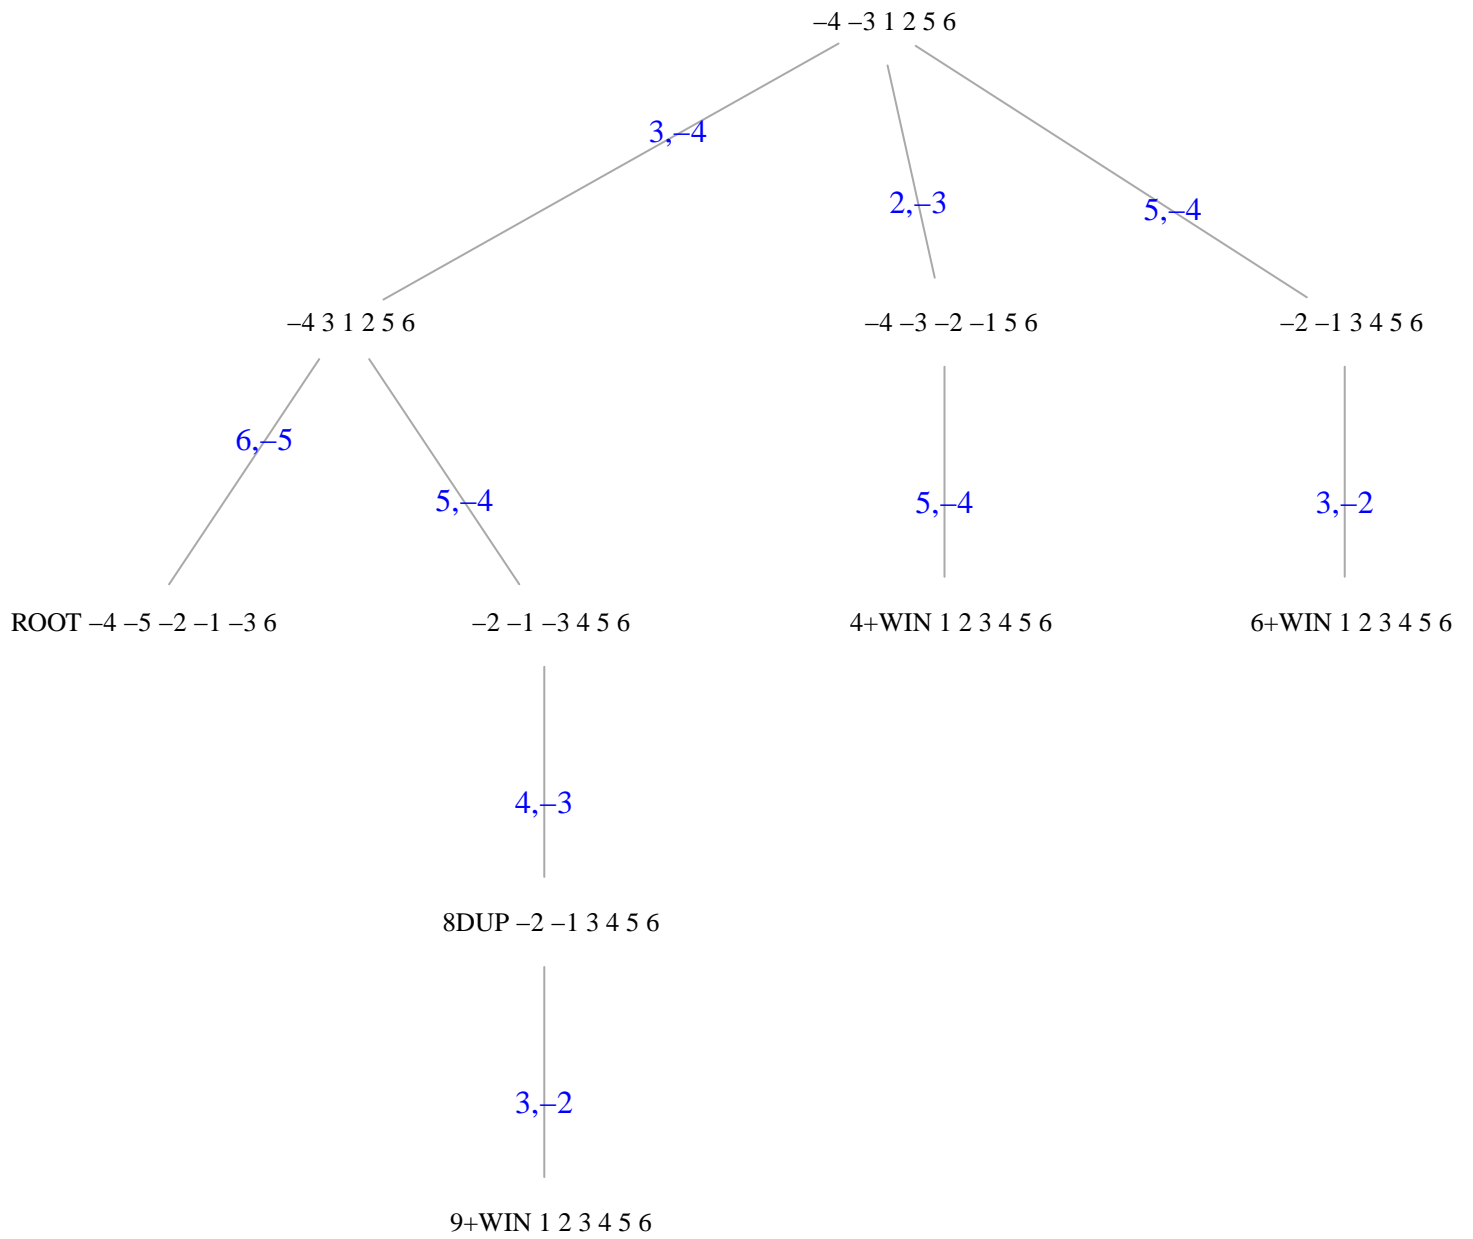 –4 –3 1 2 5 6
3,–4
2,–3
5,–4
–4 3 1 2 5 6
–4 –3 –2 –1 5 6
–2 –1 3 4 5 6
6,–5
5,–4
5,–4
3,–2
ROOT –4 –5 –2 –1 –3 6
–2 –1 –3 4 5 6
4+WIN 1 2 3 4 5 6
6+WIN 1 2 3 4 5 6
4,–3
8DUP –2 –1 3 4 5 6
3,–2
9+WIN 1 2 3 4 5 6